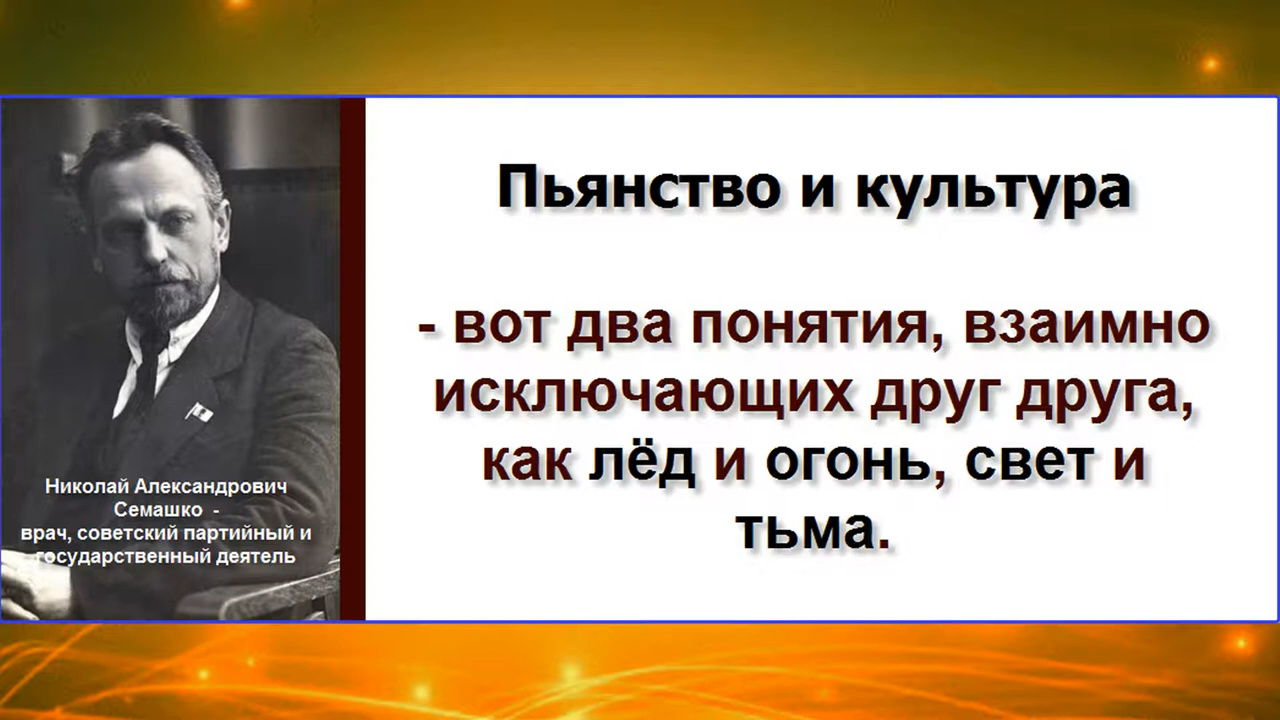 Пьянство и культура
- вот два понятия, взаимно
исключающих друг друга,
как лёд и огонь, свет и
тьма.
Николай Александрович
Семашко -
врач, советский партийный и
государственный деятель